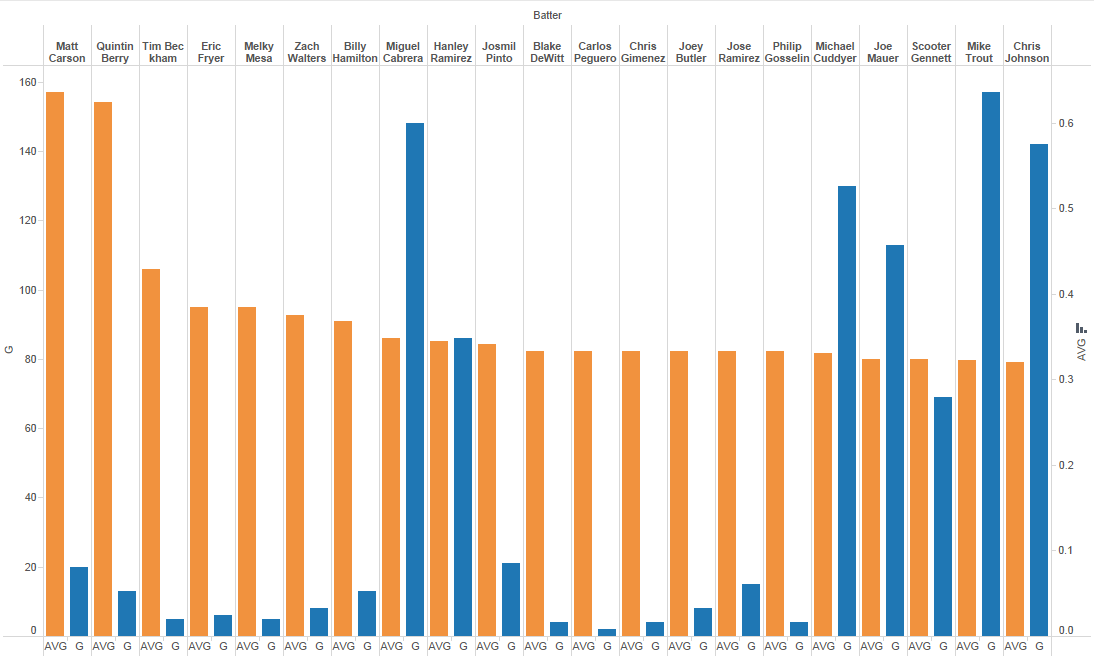 Batter
Matt Quintin Tim Bec Eric Melky Zach Billy Miguel Hanley Josmil Blake Carlos Chris Joey Jose Philip Michael Joe Scooter Mike Chris
Carson Berry kham Fryer Mesa Walters Hamilton Cabrera Ramirez Pinto DeWitt Peguero Gimenez Butler Ramirez Gosselin Cuddyer Mauer Gennett Trout Johnson
160
140
120
100
80
60
40
20
0
G
0.6
0.5
0.4
0.3
0.2
0.1
0.0
AVG
AVG G AVG G AVG G AVG G AVG G AVG G AVG G AVG G AVG G AVG G AVG G AVG G AVG G AVG G AVG G AVG G AVG G AVG G AVG G AVG G AVG G